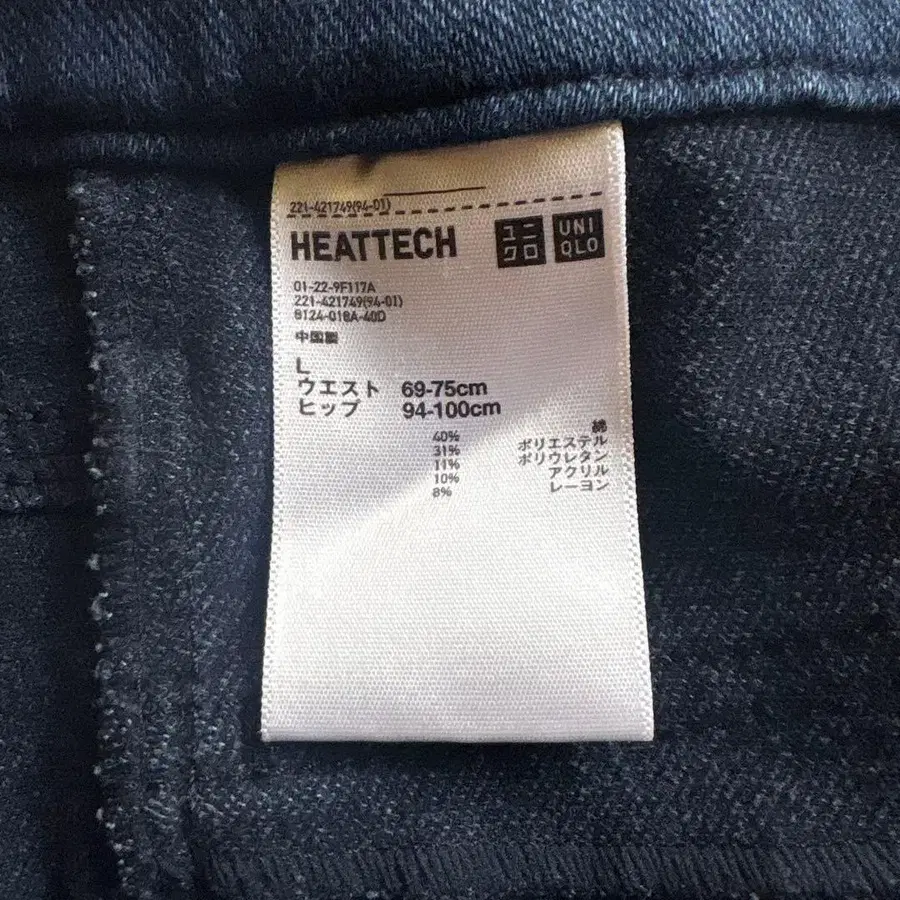 221-421749(94-01)
HEATTECH
ユニ
クロ
UNI
QLO
01-22-9F117A
221-421749(94-01)
8124-018A-40D
中国製
L
ウエスト 69-75cm
ヒップ 94-100cm
綿
40% ポリエステル
31% ポリウレタン
11% アクリル
10% レーヨン
8%